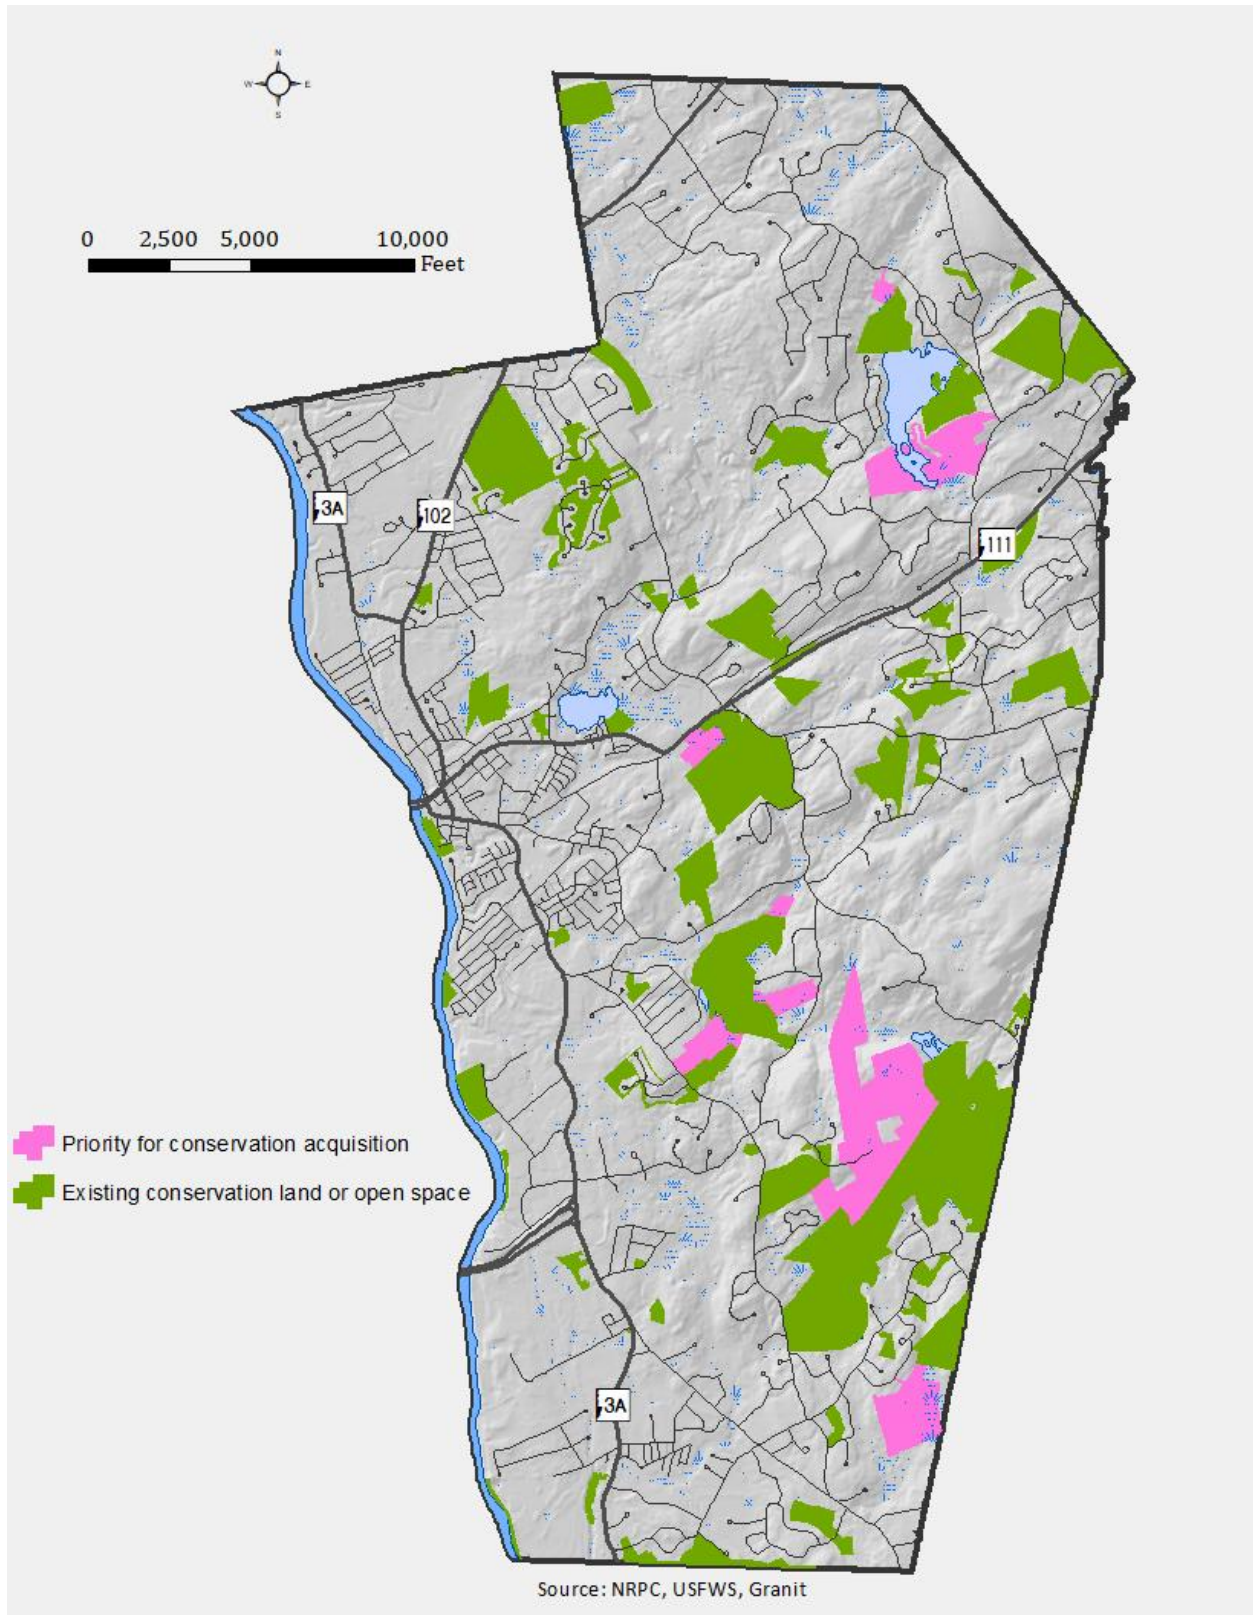 N
W E
S
0 2,500 5,000 10,000
Feet
3A
102
111
Priority for conservation acquisition
Existing conservation land or open space
3A
Source: NRPC, USFWS, Granit